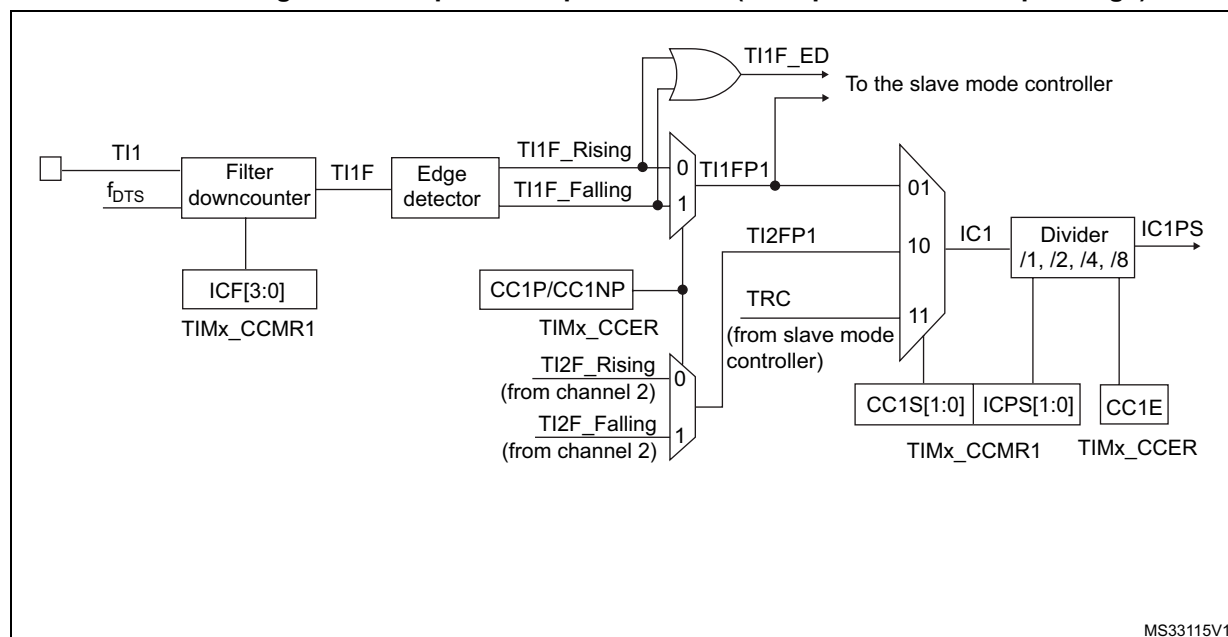 TI1F_ED
To the slave mode controller
TI1
f_DTS
Filter
downcounter
TI1F
Edge
detector
TI1F_Rising
TI1F_Falling
0
1
TI1FP1
01
TI2FP1
10
IC1
Divider
/1, /2, /4, /8
IC1PS
ICF[3:0]
TIMx_CCMR1
CC1P/CC1NP
TIMx_CCER
TRC
11
(from slave mode
controller)
TI2F_Rising
0
(from channel 2)
TI2F_Falling
1
(from channel 2)
CC1S[1:0]
ICPS[1:0]
CC1E
TIMx_CCMR1
TIMx_CCER
MS33115V1